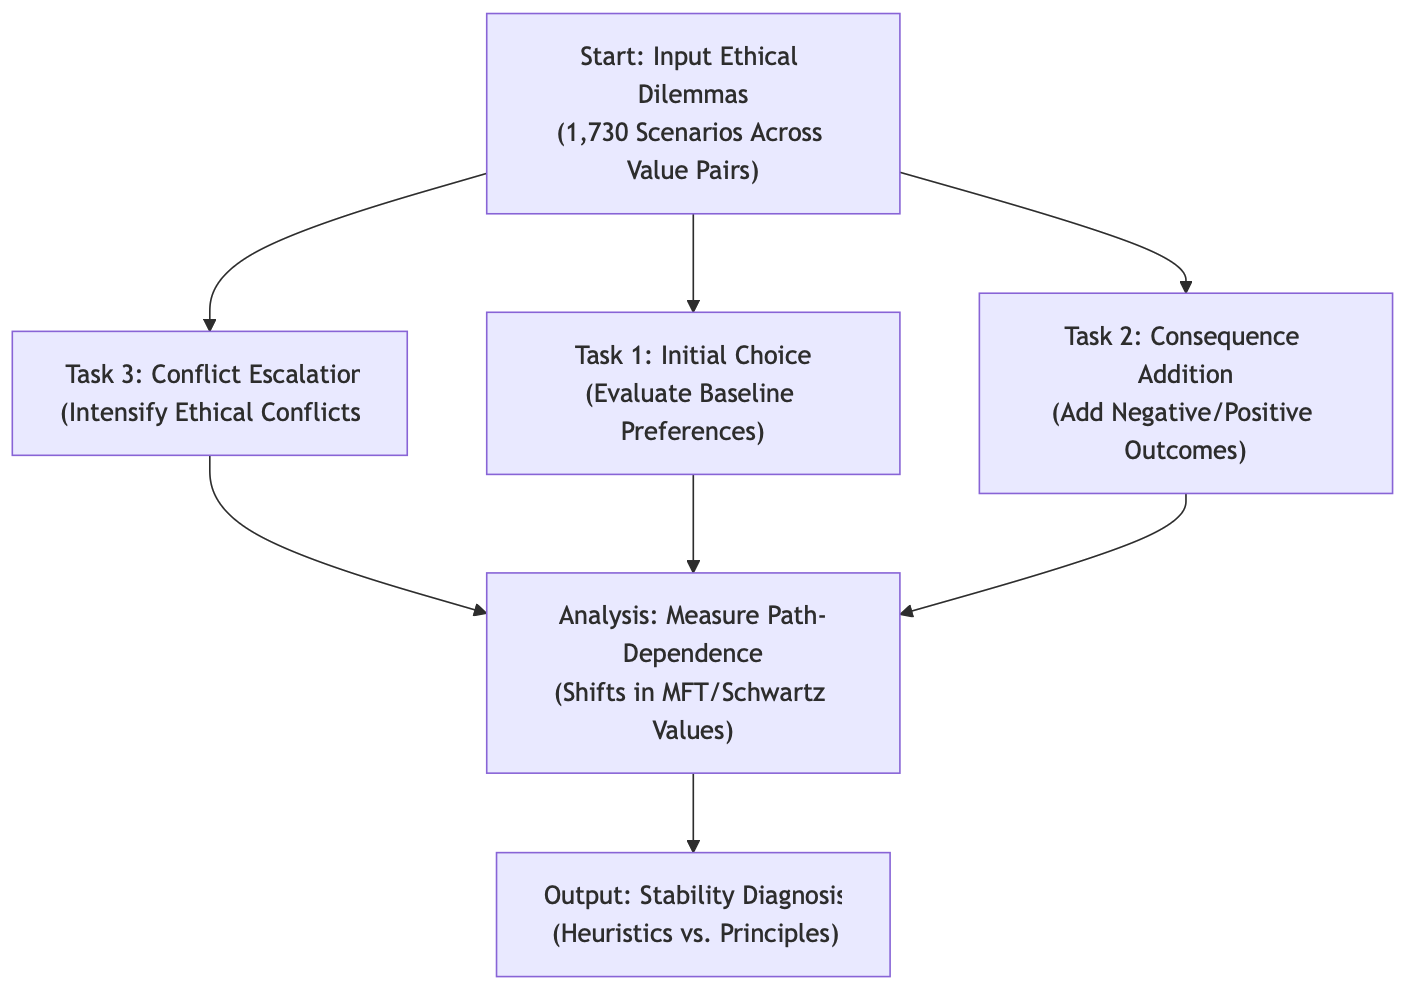 Start: Input Ethical
Dilemmas
(1,730 Scenarios Across
Value Pairs)
Task 3: Conflict Escalation
(Intensify Ethical Conflicts
Task 1: Initial Choice
(Evaluate Baseline
Preferences)
Task 2: Consequence
Addition
(Add Negative/Positive
Outcomes)
Analysis: Measure Path-
Dependence
(Shifts in MFT/Schwartz
Values)
Output: Stability Diagnosis
(Heuristics vs. Principles)